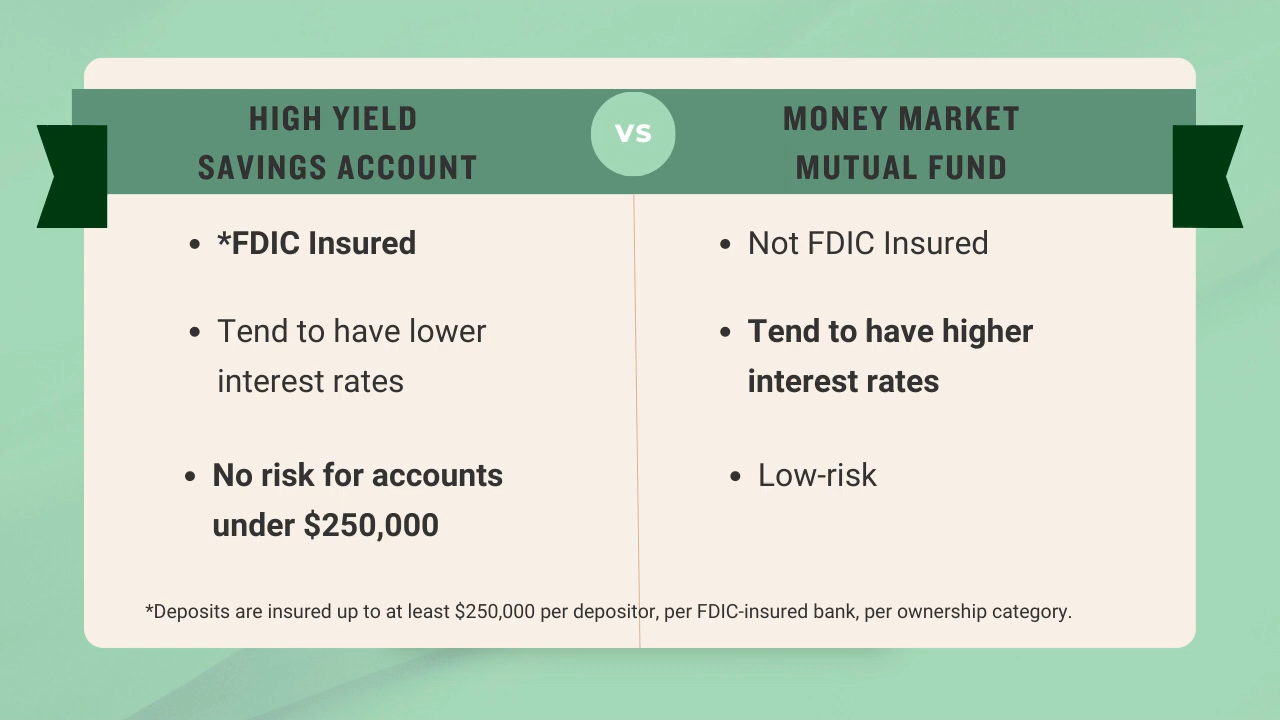 HIGH YIELD
SAVINGS ACCOUNT
VS
MONEY MARKET
MUTUAL FUND
• *FDIC Insured
• Tend to have lower
interest rates
• No risk for accounts
under $250,000
• Not FDIC Insured
• Tend to have higher
interest rates
• Low-risk
*Deposits are insured up to at least $250,000 per depositor, per FDIC-insured bank, per ownership category.